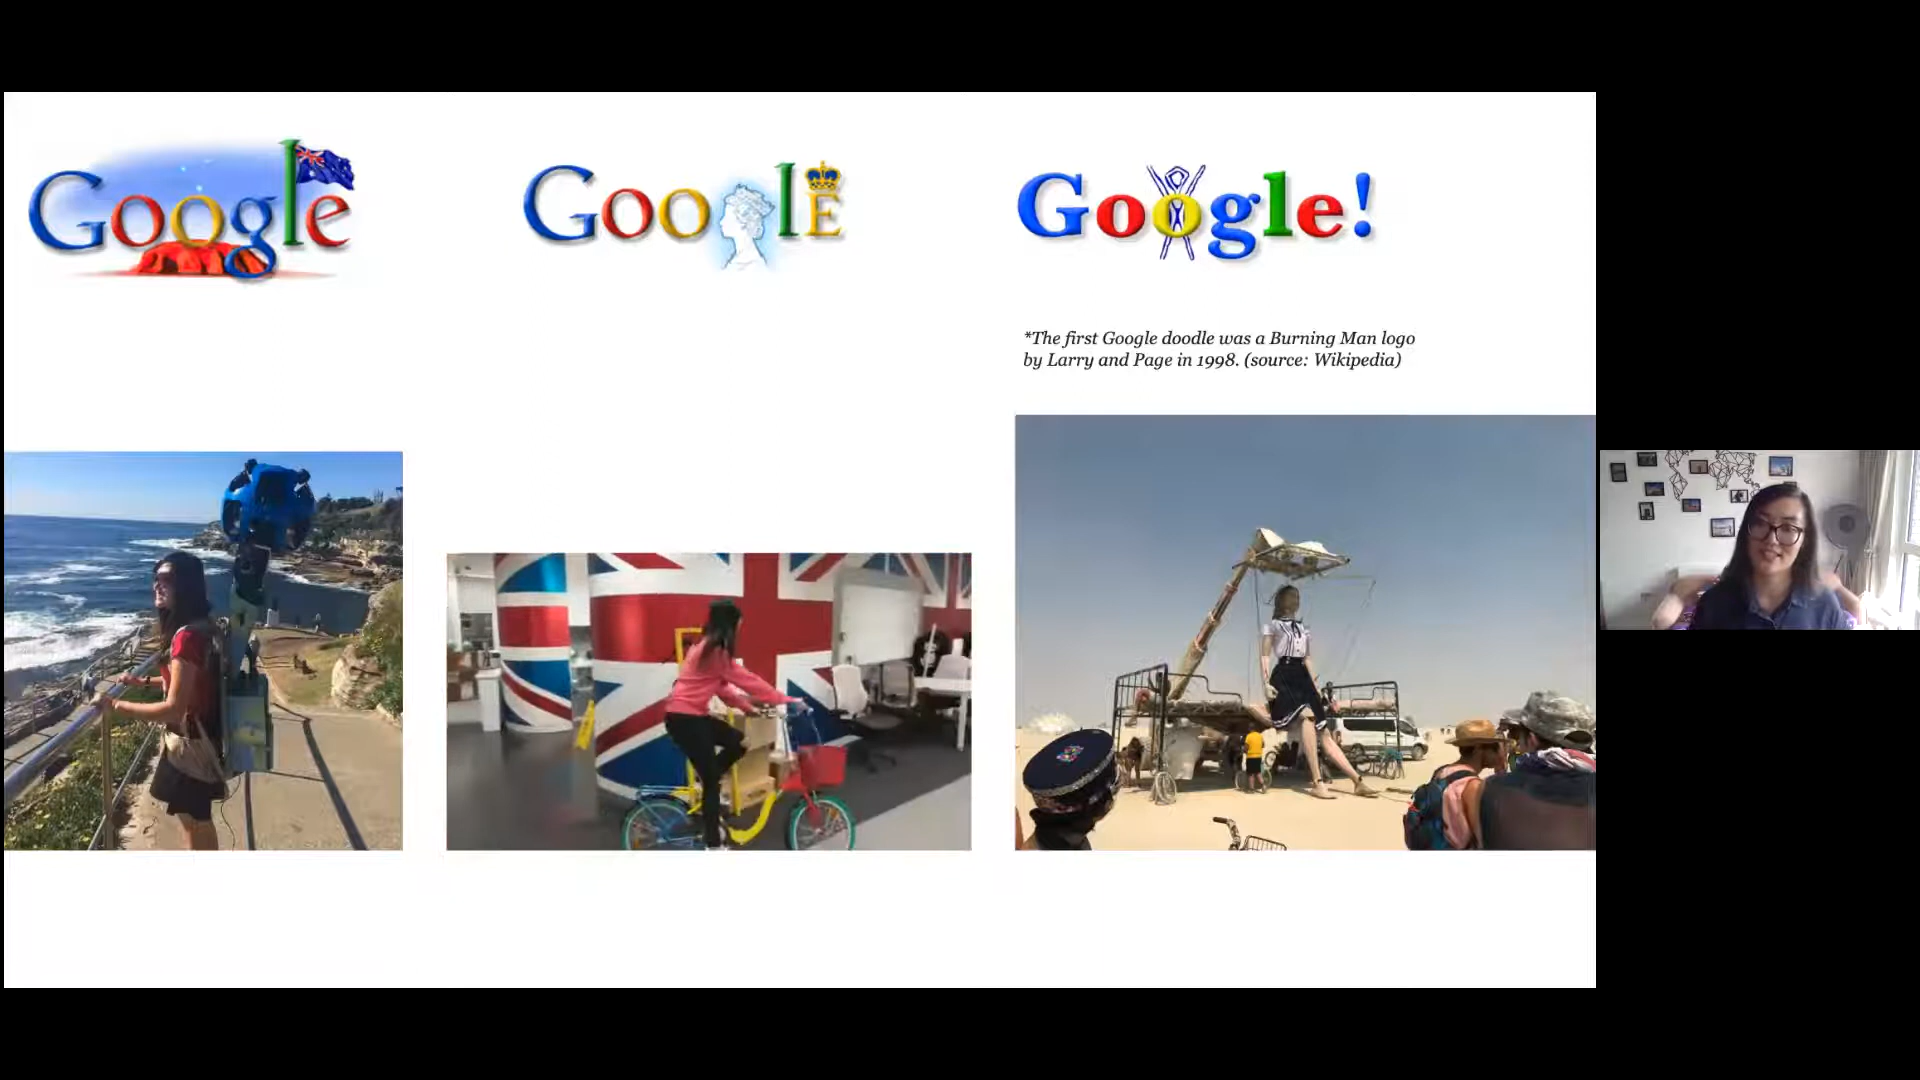 Google
GooglE
Google!
*The first Google doodle was a Burning Man logo
by Larry and Page in 1998. (source: Wikipedia)